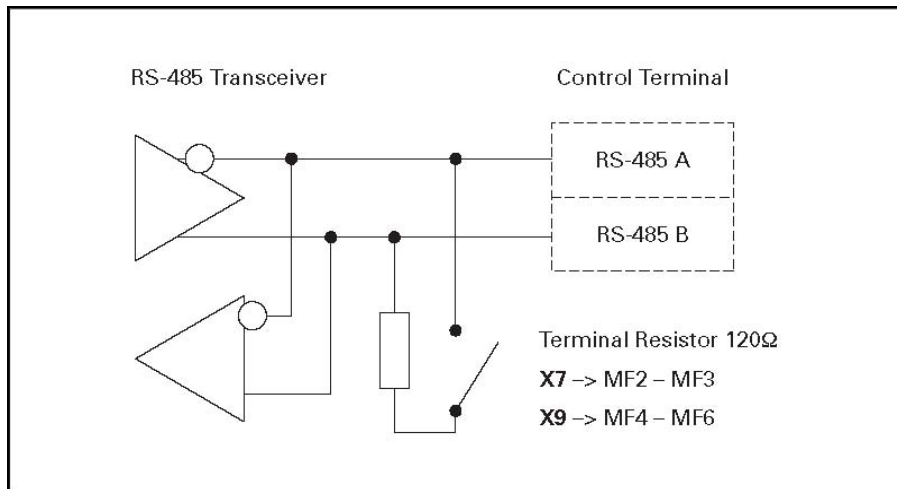 RS-485 Transceiver
Control Terminal
RS-485 A
RS-485 B
Terminal Resistor 120Ω
X7 –> MF2 – MF3
X9 –> MF4 – MF6